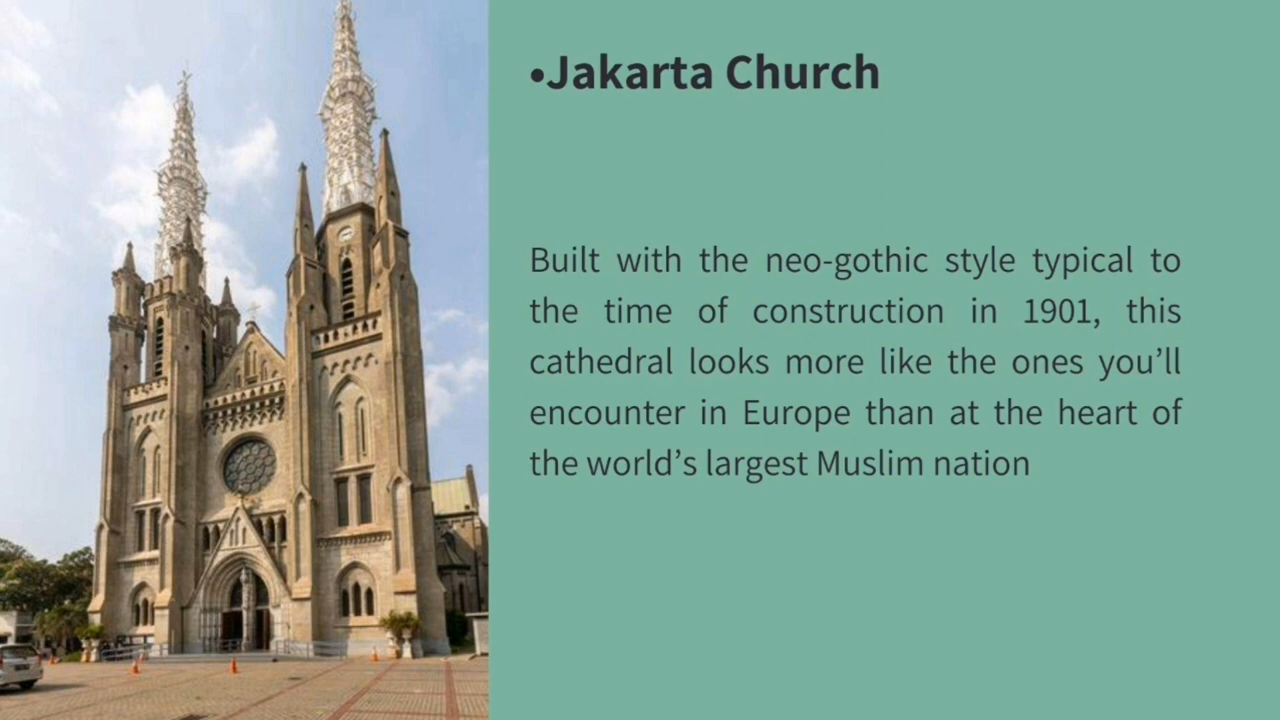 •Jakarta Church
Built with the neo-gothic style typical to
the time of construction in 1901, this
cathedral looks more like the ones you’ll
encounter in Europe than at the heart of
the world’s largest Muslim nation